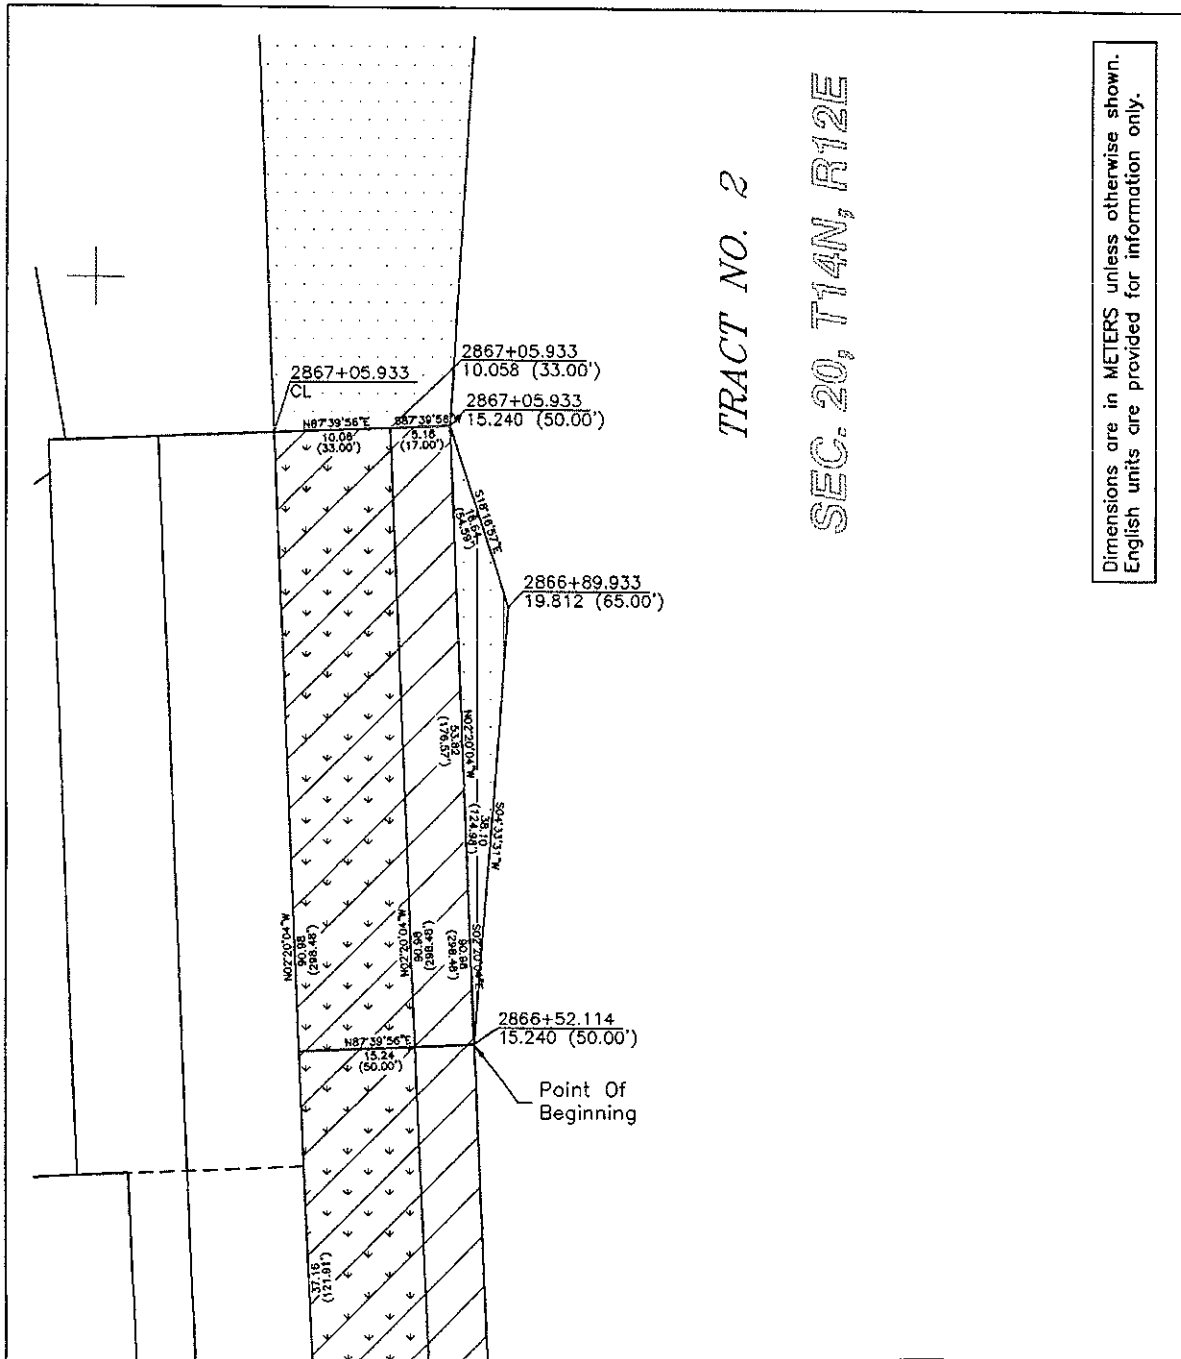 Dimensions are in METERS unless otherwise shown.
English units are provided for information only.
SEC. 20, T14N, R12E
TRACT NO. 2
2867+05.933
10.058 (33.00')
2867+05.933
CL
2867+05.933
15.240 (50.00')
N87°39'56"E
10.06
(33.00')
S87°39'56"W
5.18
(17.00')
S18°16'57"E
16.64
(54.59')
2866+89.933
19.812 (65.00')
N02°20'04"W
53.82
(176.57')
S04°33'31"W
38.10
(124.98')
N02°20'04"W
90.98
(298.48')
N02°20'04"W
90.98
(298.48')
S02°20'04"E
90.98
(298.48')
2866+52.114
15.240 (50.00')
N87°39'56"E
15.24
(50.00')
Point Of
Beginning
37.16
(121.91')